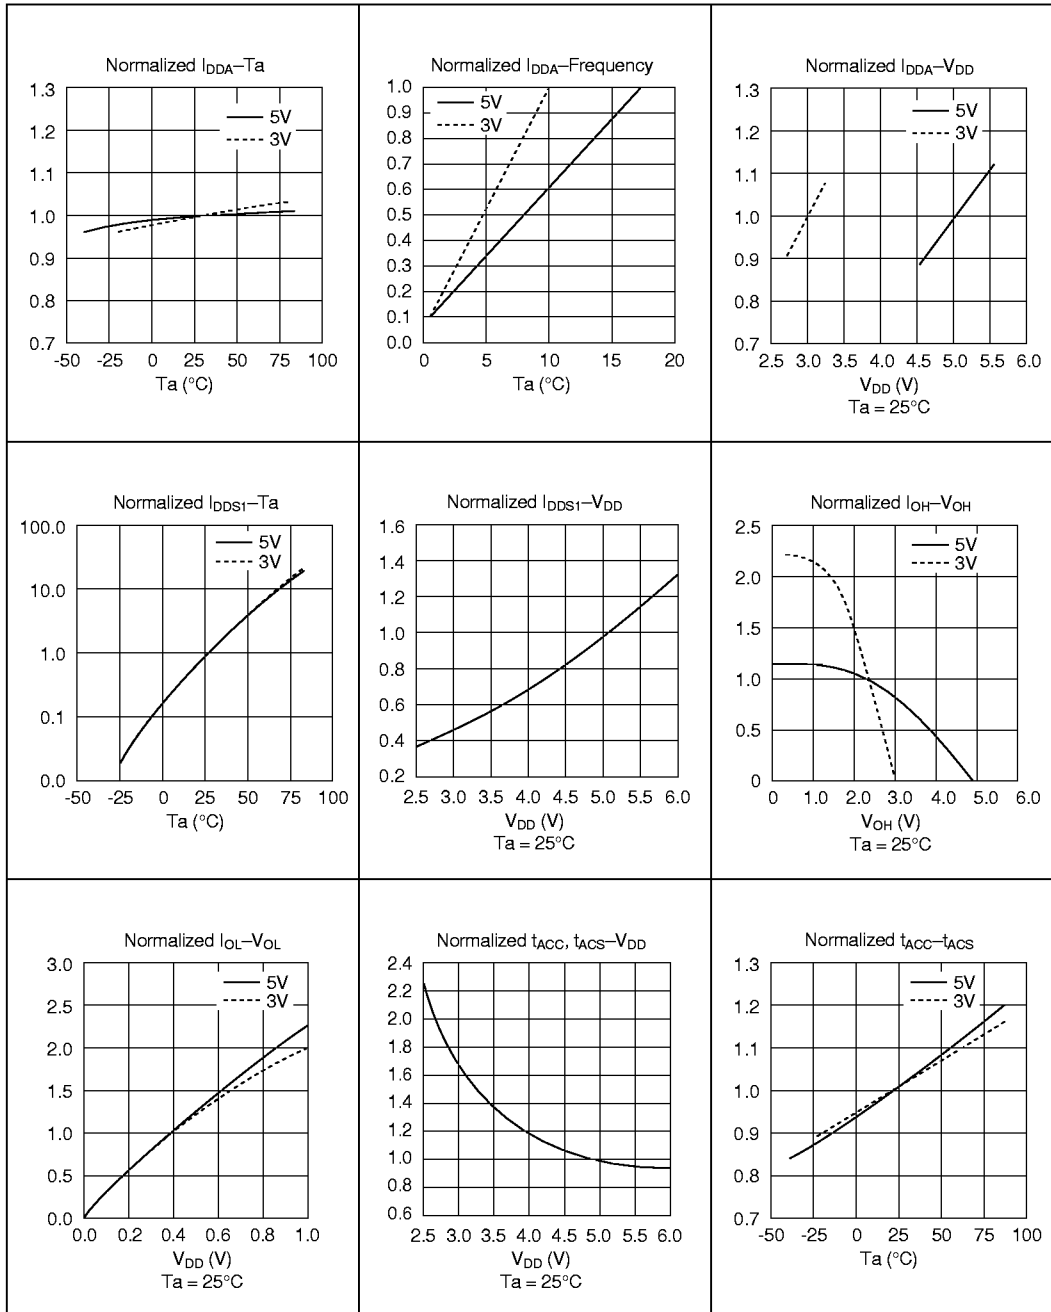 Normalized IDDA–Ta
1.3
1.2
1.1
1.0
0.9
0.8
0.7
5V
3V
-50 -25 0 25 50 75 100
Ta (°C)
Normalized IDDA–Frequency
1.0
0.9
0.8
0.7
0.6
0.5
0.4
0.3
0.2
0.1
0.0
5V
3V
0 5 10 15 20
Ta (°C)
Normalized IDDA–VDD
1.3
1.2
1.1
1.0
0.9
0.8
0.7
5V
3V
2.5 3.0 3.5 4.0 4.5 5.0 5.5 6.0
VDD (V)
Ta = 25°C
Normalized IDDS1–Ta
100.0
10.0
1.0
0.1
0.0
5V
3V
-50 -25 0 25 50 75 100
Ta (°C)
Normalized IDDS1–VDD
1.6
1.4
1.2
1.0
0.8
0.6
0.4
0.2
2.5 3.0 3.5 4.0 4.5 5.0 5.5 6.0
VDD (V)
Ta = 25°C
Normalized IOH–VOH
2.5
2.0
1.5
1.0
0.5
0
5V
3V
0 1.0 2.0 3.0 4.0 6.0
VOH (V)
Ta = 25°C
Normalized IOL–VOL
3.0
2.5
2.0
1.5
1.0
0.5
0.0
5V
3V
0.0 0.2 0.4 0.6 0.8 1.0
VDD (V)
Ta = 25°C
Normalized tACC, tACS–VDD
2.4
2.2
2.0
1.8
1.6
1.4
1.2
1.0
0.8
0.6
2.5 3.0 3.5 4.0 4.5 5.0 5.5 6.0
VDD (V)
Ta = 25°C
Normalized tACC–tACS
1.3
1.2
1.1
1.0
0.9
0.8
0.7
5V
3V
-50 -25 0 25 50 75 100
Ta (°C)